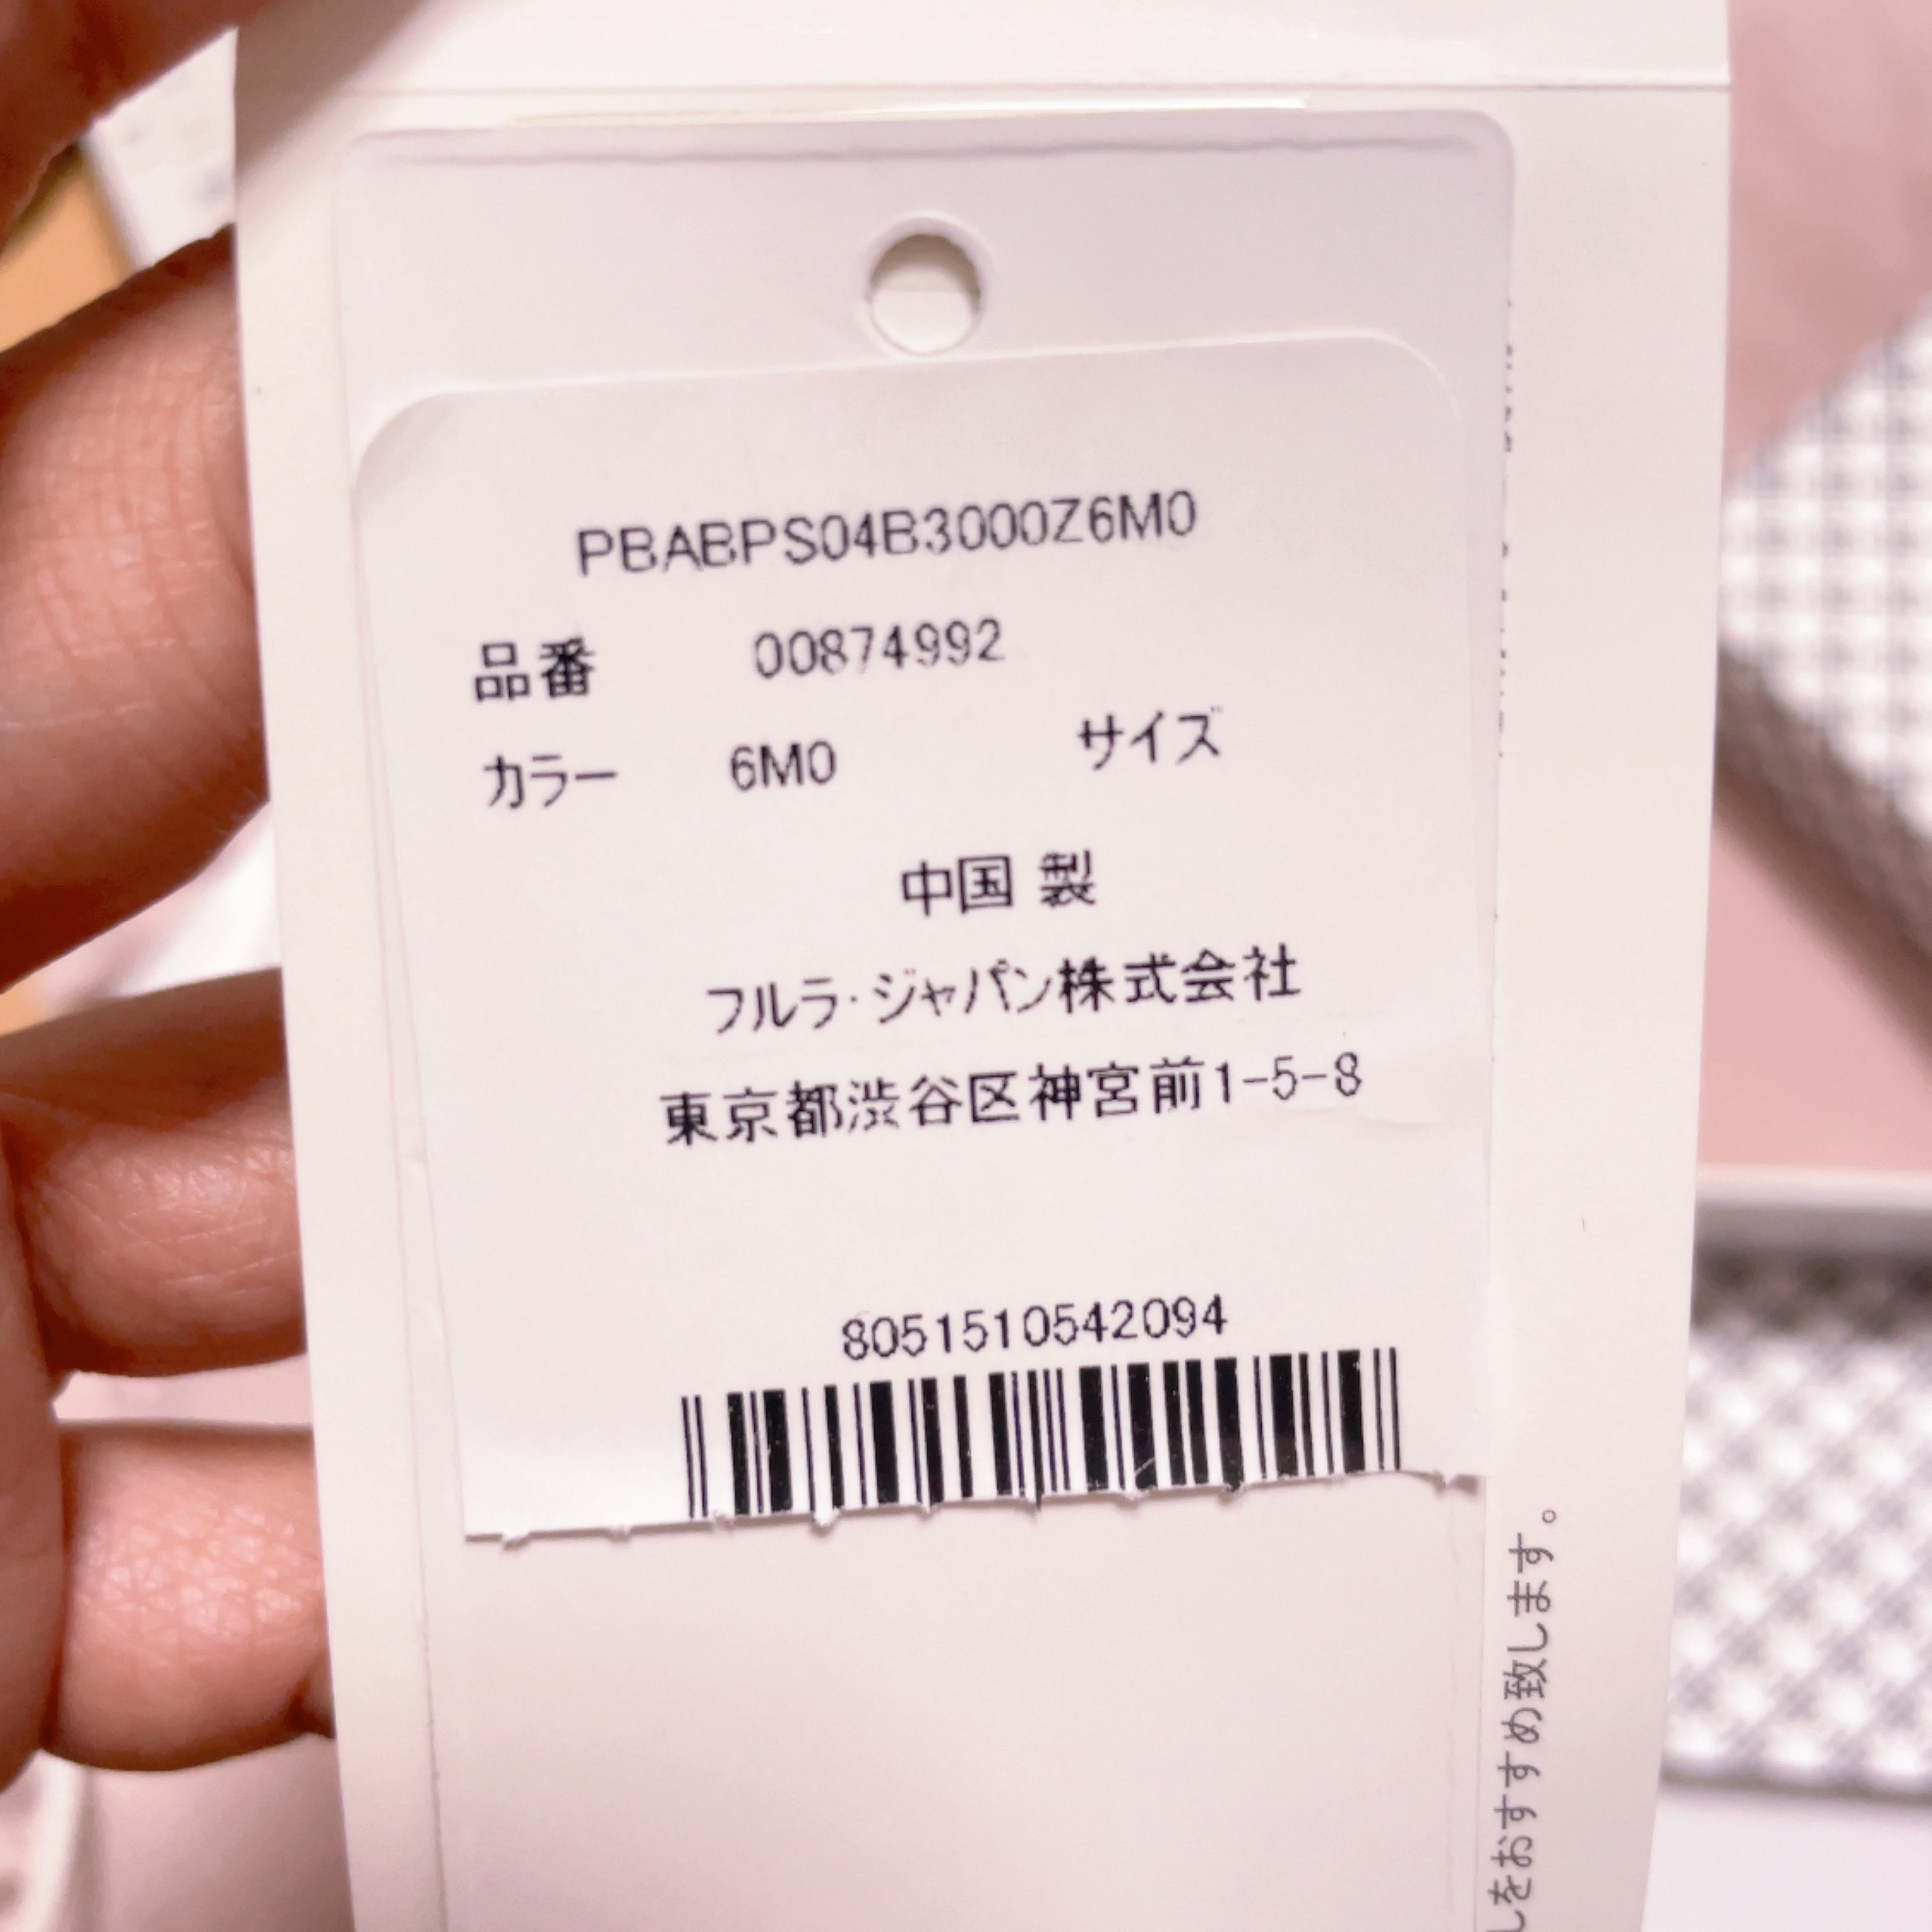 PBABPS04B3000Z6M0
品番 00874992
カラー 6M0 サイズ
中国 製
フルラ・ジャパン株式会社
東京都渋谷区神宮前1-5-8
8051510542094
をおすすめ致します。